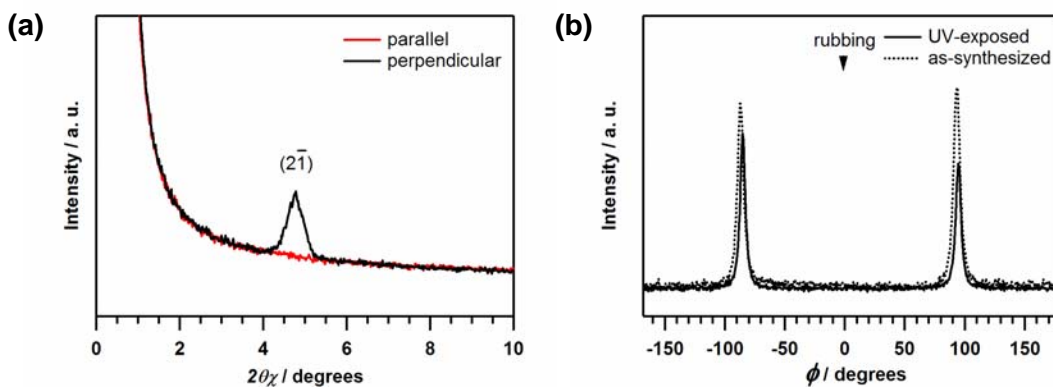 (a)
parallel
perpendicular
(21̄)
Intensity / a. u.
0 2 4 6 8 10
2θχ / degrees
(b)
rubbing
UV-exposed
as-synthesized
Intensity / a. u.
-150 -100 -50 0 50 100 150
ϕ / degrees